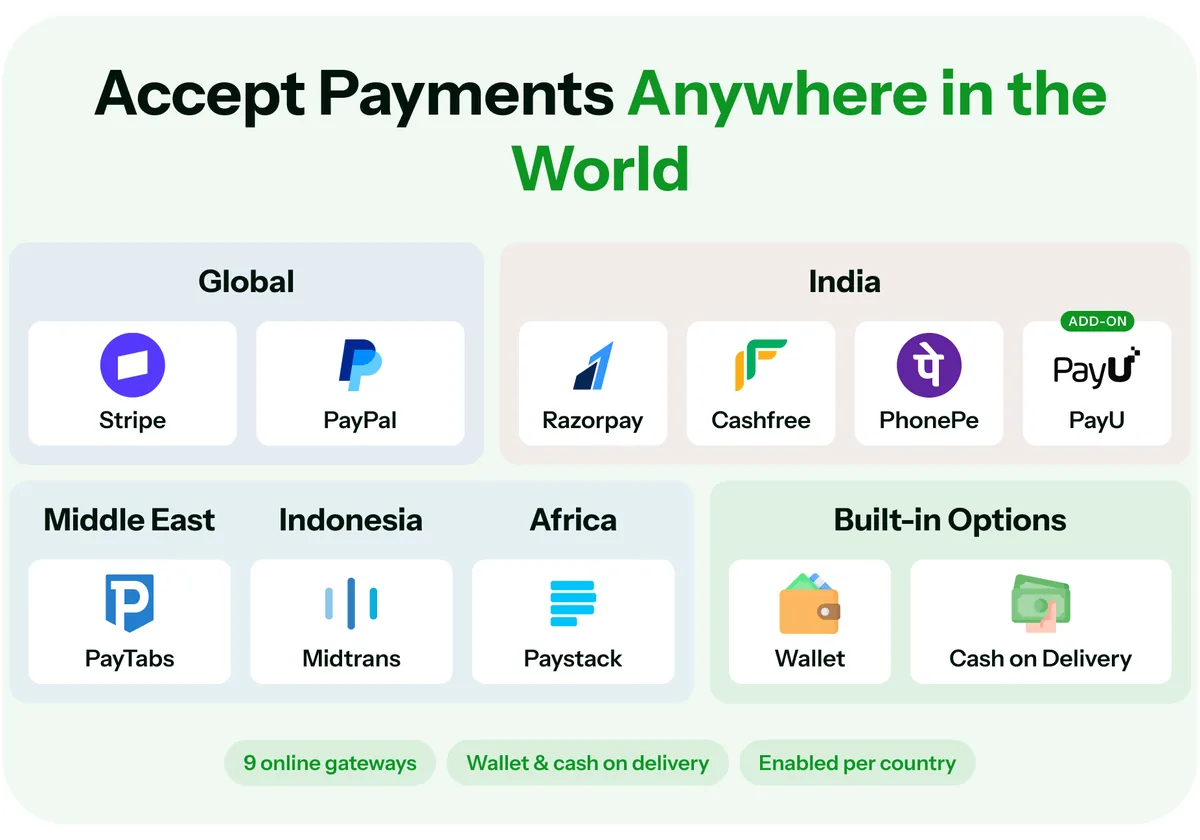 Accept Payments Anywhere in the
World
Global
Stripe
PayPal
India
Razorpay
Cashfree
पे
PhonePe
ADD-ON
PayU
PayU
Middle East
P
PayTabs
Indonesia
Midtrans
Africa
Paystack
Built-in Options
Wallet
Cash on Delivery
9 online gateways
Wallet & cash on delivery
Enabled per country